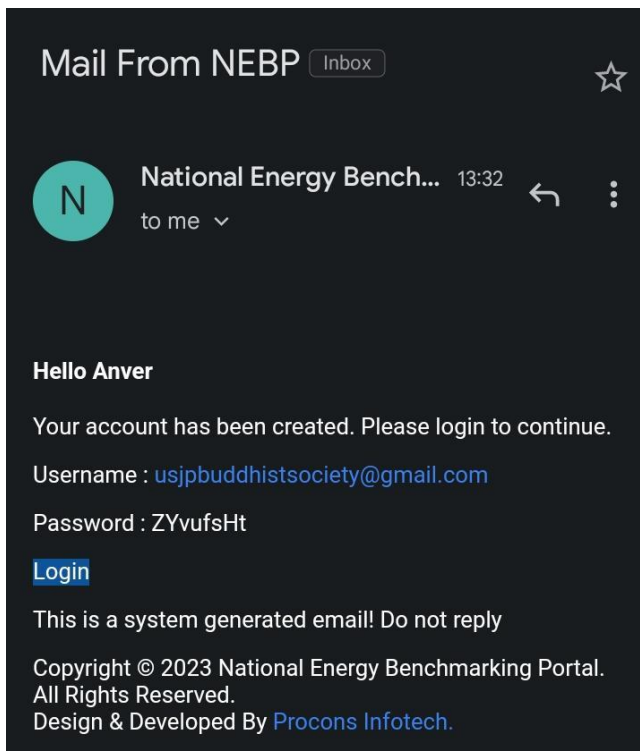 Mail From NEBP Inbox
N
National Energy Bench... 13:32
to me
Hello Anver
Your account has been created. Please login to continue.
Username : usjpbuddhistsociety@gmail.com
Password : ZYvufsHt
Login
This is a system generated email! Do not reply
Copyright © 2023 National Energy Benchmarking Portal.
All Rights Reserved.
Design & Developed By Procons Infotech.